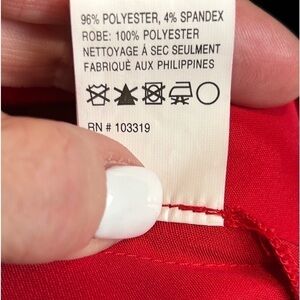 96% POLYESTER, 4% SPANDEX
ROBE: 100% POLYESTER
NETTOYAGE À SEC SEULMENT
FABRIQUÉ AUX PHILIPPINES
RN # 103319